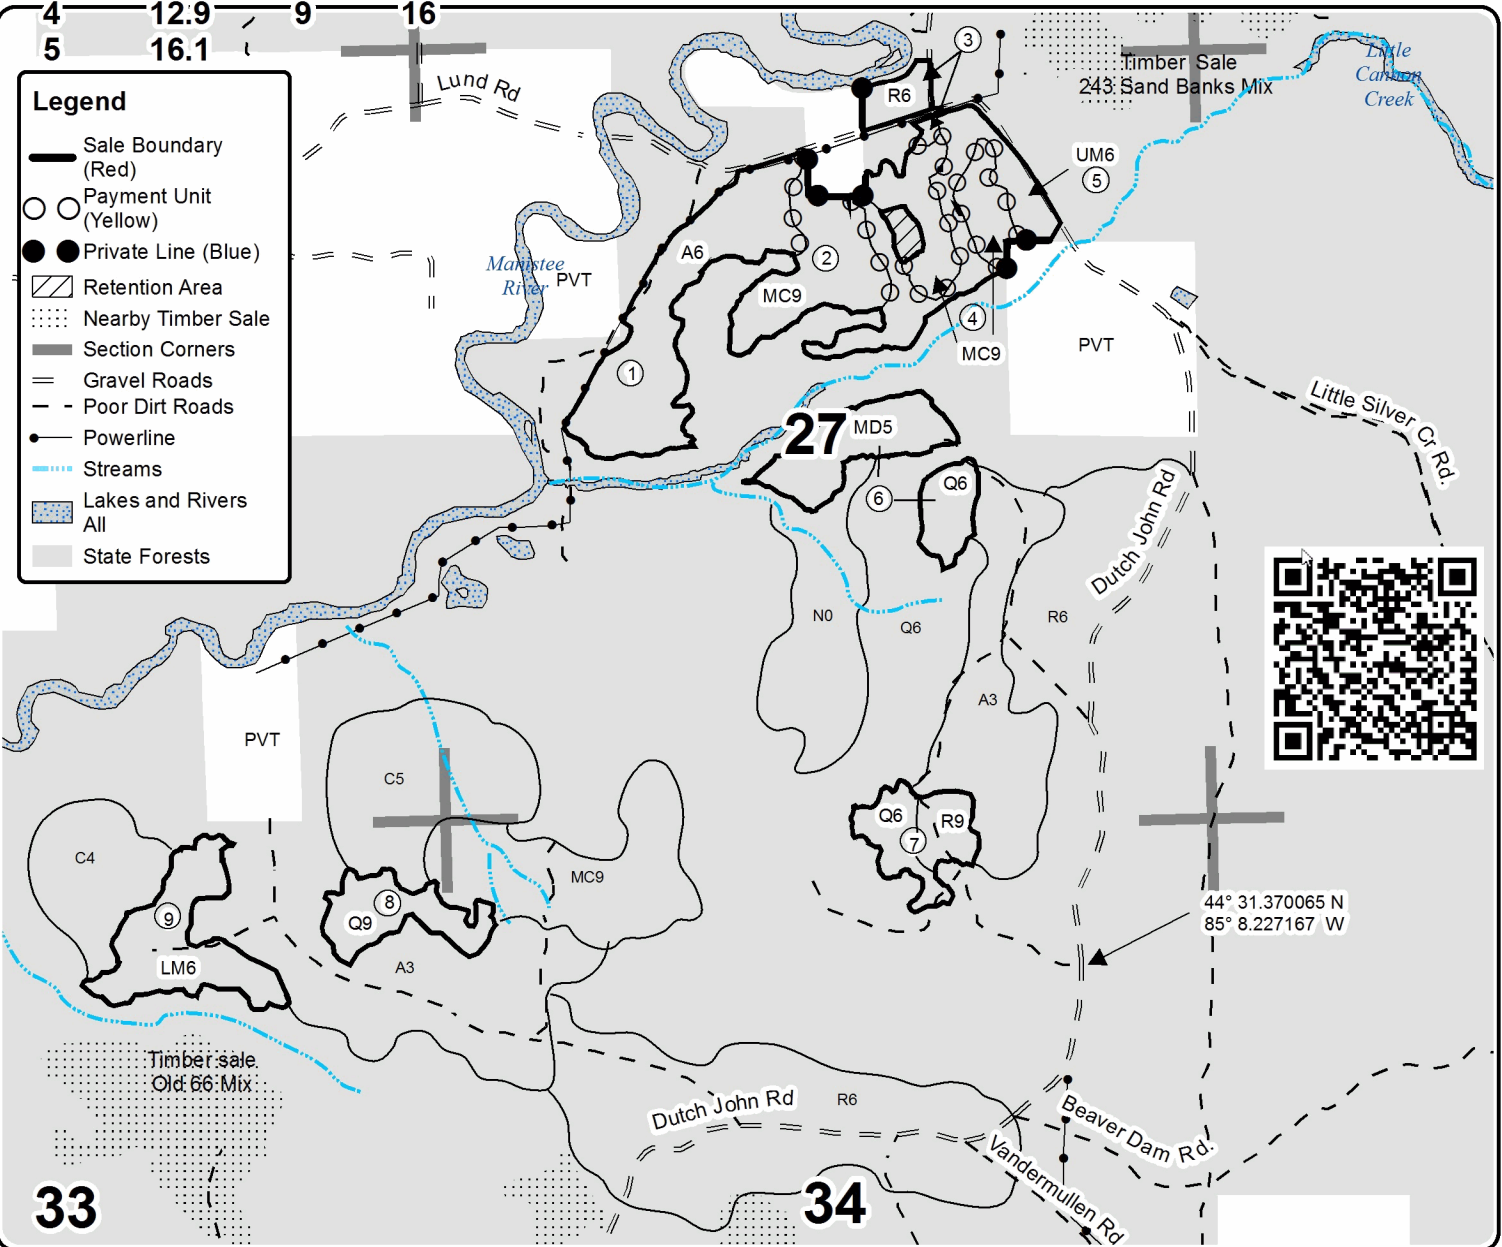 4 12.9 9 16
5 16.1
Legend
Sale Boundary
(Red)
Payment Unit
(Yellow)
Private Line (Blue)
Retention Area
Nearby Timber Sale
Section Corners
Gravel Roads
Poor Dirt Roads
Powerline
Streams
Lakes and Rivers
All
State Forests
Lund Rd
3
R6
Timber Sale
243 Sand Banks Mix
Little
Cannon
Creek
UM6
5
A6
2
Manistee
River
PVT
MC9
4
MC9
PVT
1
Little Silver Cr Rd.
27
MD5
6
Q6
Dutch John Rd
N0
Q6
R6
A3
PVT
C5
Q6
R9
7
C4
MC9
8
9
Q9
44° 31.370065 N
85° 8.227167 W
LM6
A3
Timber sale
Old 66 Mix
Dutch John Rd
R6
Beaver Dam Rd.
Vandermullen Rd
33
34